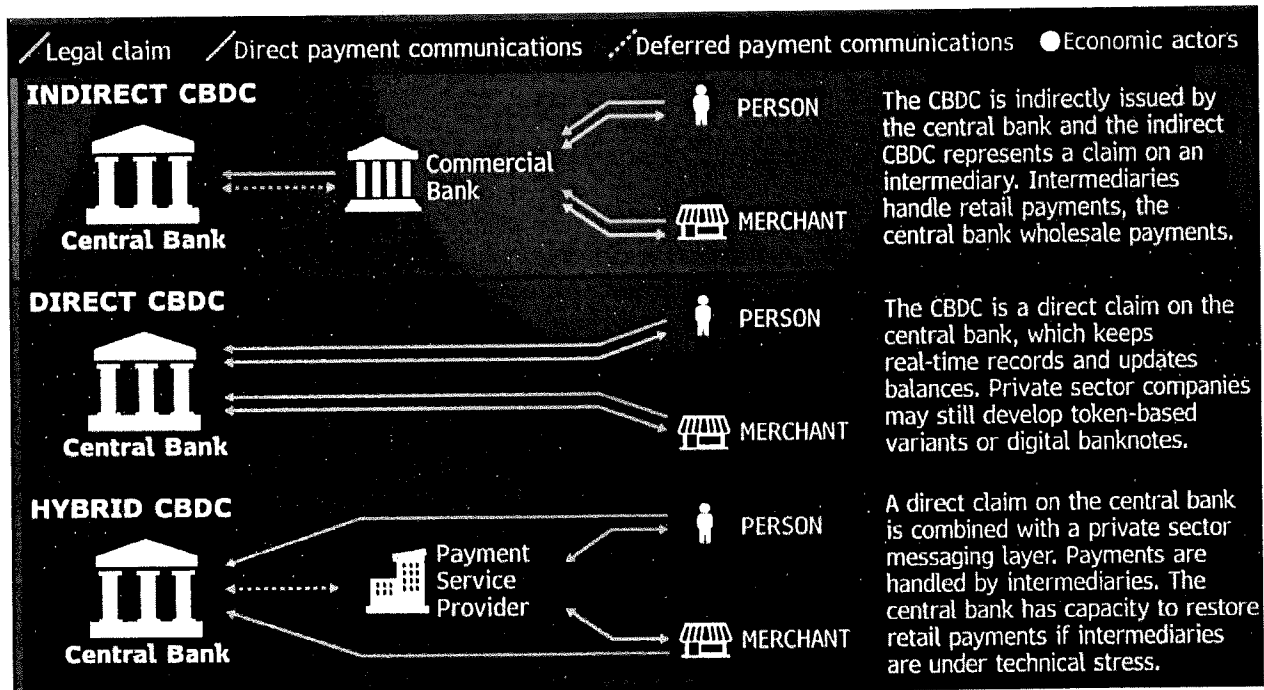 Legal claim
Direct payment communications
Deferred payment communications
Economic actors
INDIRECT CBDC
Central Bank
Commercial
Bank
PERSON
MERCHANT
The CBDC is indirectly issued by
the central bank and the indirect
CBDC represents a claim on an
intermediary. Intermediaries
handle retail payments, the
central bank wholesale payments.
DIRECT CBDC
Central Bank
PERSON
MERCHANT
The CBDC is a direct claim on the
central bank, which keeps
real-time records and updates
balances. Private sector companies
may still develop token-based
variants or digital banknotes.
HYBRID CBDC
Central Bank
Payment
Service
Provider
PERSON
MERCHANT
A direct claim on the central bank
is combined with a private sector
messaging layer. Payments are
handled by intermediaries. The
central bank has capacity to restore
retail payments if intermediaries
are under technical stress.